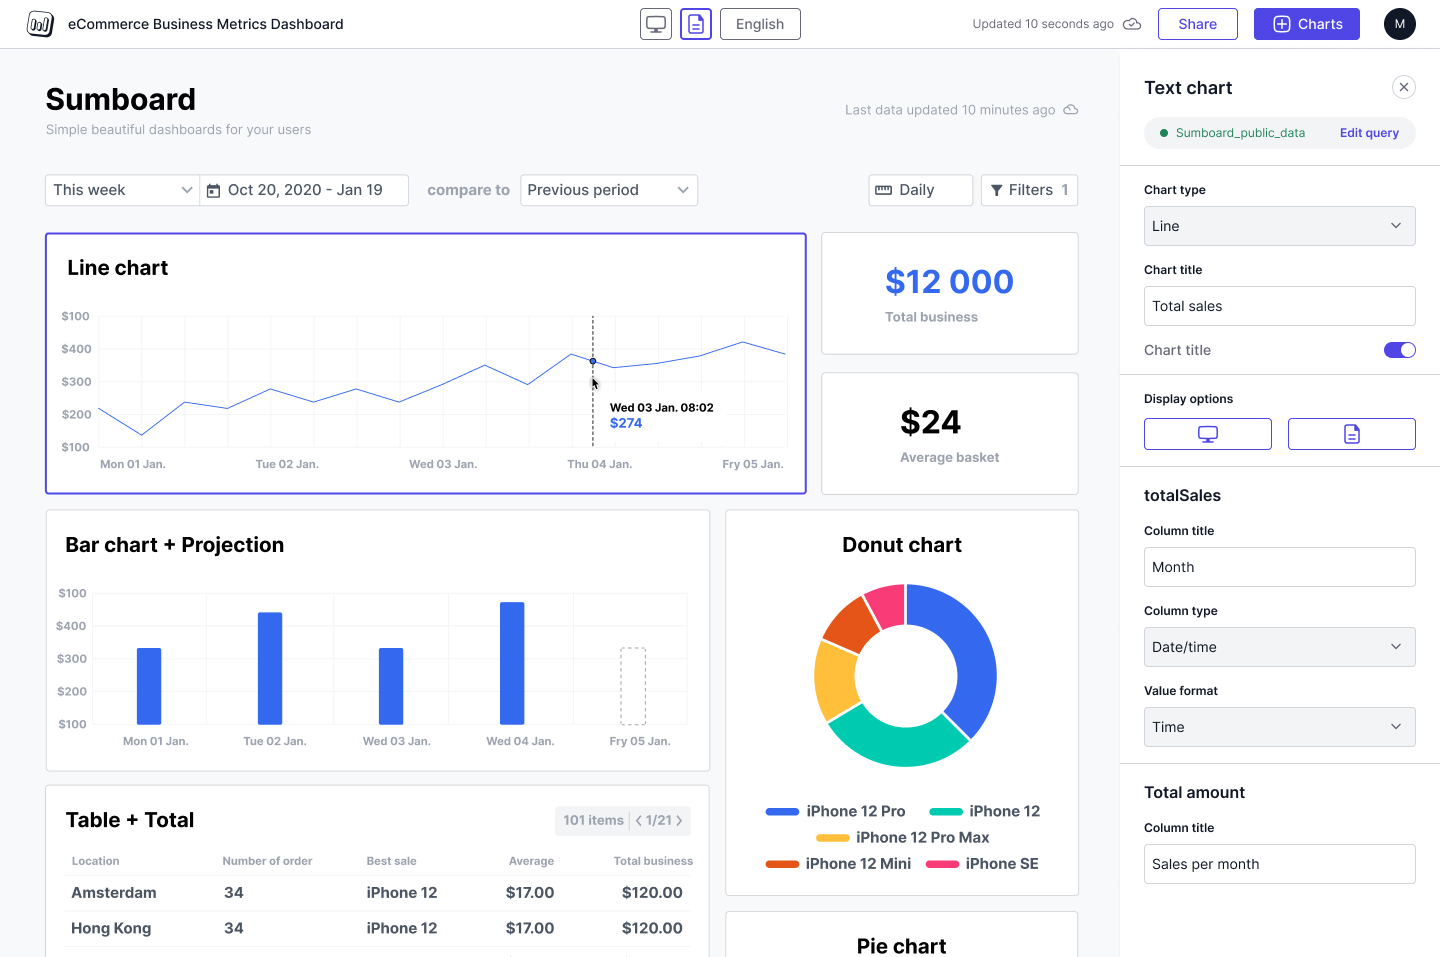 eCommerce Business Metrics Dashboard
English
Updated 10 seconds ago
Share
Charts
M
Sumboard
Simple beautiful dashboards for your users
Last data updated 10 minutes ago
This week
Oct 20, 2020 - Jan 19
compare to
Previous period
Daily
Filters 1
Line chart
$100
$400
$300
$200
$100
Wed 03 Jan. 08:02
$274
Mon 01 Jan.
Tue 02 Jan.
Wed 03 Jan.
Thu 04 Jan.
Fry 05 Jan.
$12 000
Total business
$24
Average basket
Bar chart + Projection
$100
$400
$300
$200
$100
Mon 01 Jan.
Tue 02 Jan.
Wed 03 Jan.
Wed 04 Jan.
Fry 05 Jan.
Donut chart
iPhone 12 Pro
iPhone 12
iPhone 12 Pro Max
iPhone 12 Mini
iPhone SE
Table + Total
101 items
1/21
Location Number of order Best sale Average Total business
Amsterdam 34 iPhone 12 $17.00 $120.00
Hong Kong 34 iPhone 12 $17.00 $120.00
Pie chart
Text chart
Sumboard_public_data
Edit query
Chart type
Line
Chart title
Total sales
Chart title
Display options
totalSales
Column title
Month
Column type
Date/time
Value format
Time
Total amount
Column title
Sales per month